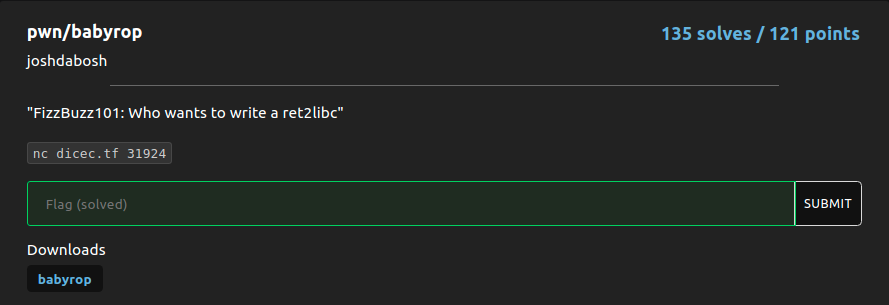 pwn/babyrop
135 solves / 121 points
joshdabosh
"FizzBuzz101: Who wants to write a ret2libc"
nc dicec.tf 31924
Flag (solved)
SUBMIT
Downloads
babyrop